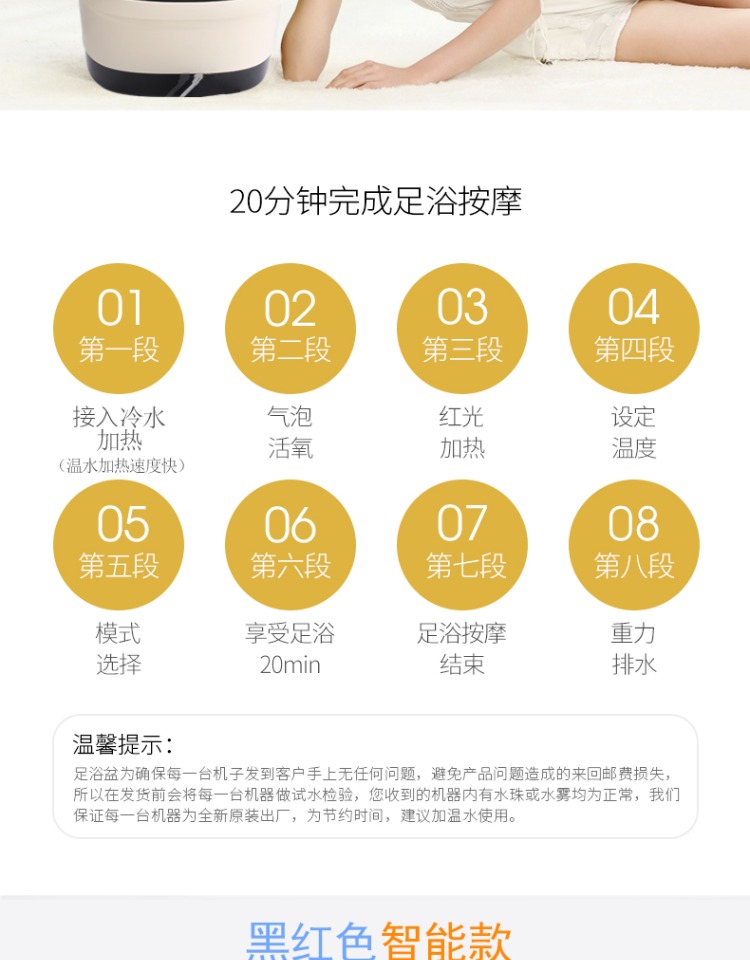 20分钟完成足浴按摩
01
第一段
02
第二段
03
第三段
04
第四段
接入冷水
加热
（温水加热速度快）
气泡
活氧
红光
加热
设定
温度
05
第五段
06
第六段
07
第七段
08
第八段
模式
选择
享受足浴
20min
足浴按摩
结束
重力
排水
温馨提示：
足浴盆为确保每一台机子发到客户手上无任何问题，避免产品问题造成的来回邮费损失，
所以在发货前会将每一台机器做试水检验，您收到的机器内有水珠或水雾均为正常，我们
保证每一台机器为全新原装出厂，为节约时间，建议加温水使用。
黑红色智能款